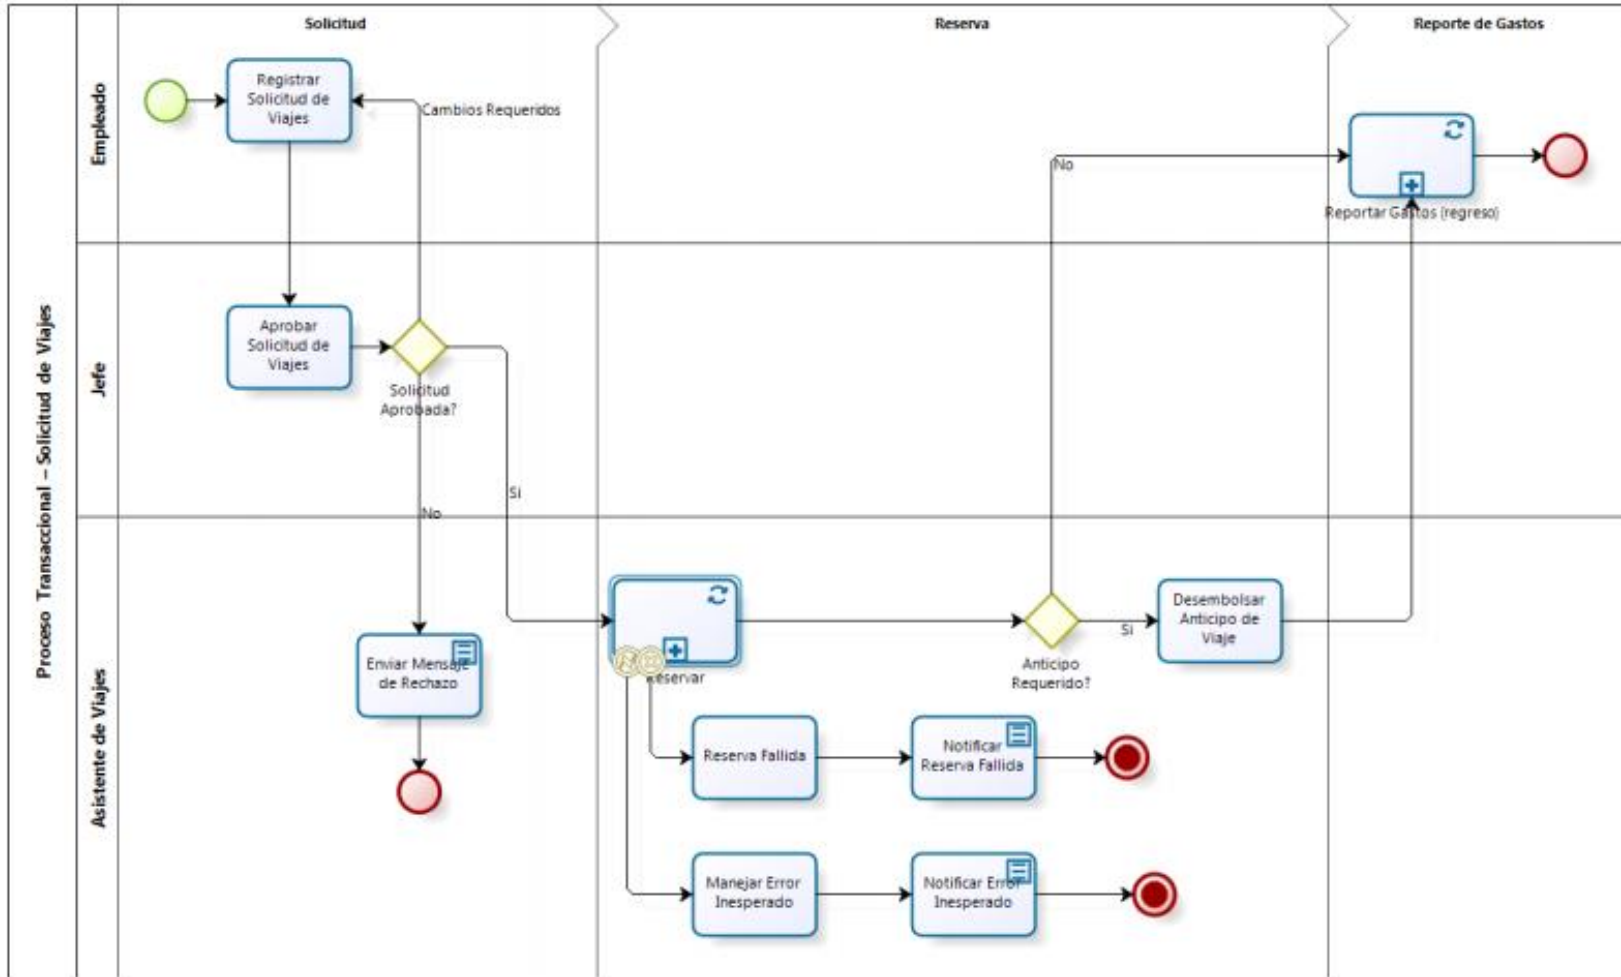 Solicitud
Reserva
Reporte de Gastos
Proceso Transaccional – Solicitud de Viajes
Empleado
Registrar
Solicitud de
Viajes
Cambios Requeridos
No
Reportar Gastos (regreso)
Jefe
Aprobar
Solicitud de
Viajes
Solicitud
Aprobada?
Si
No
Asistente de Viajes
Enviar Mensaje
de Rechazo
Reservar
Anticipo
Requerido?
Si
Desembolsar
Anticipo de
Viaje
Reserva Fallida
Notificar
Reserva Fallida
Manejar Error
Inesperado
Notificar Error
Inesperado